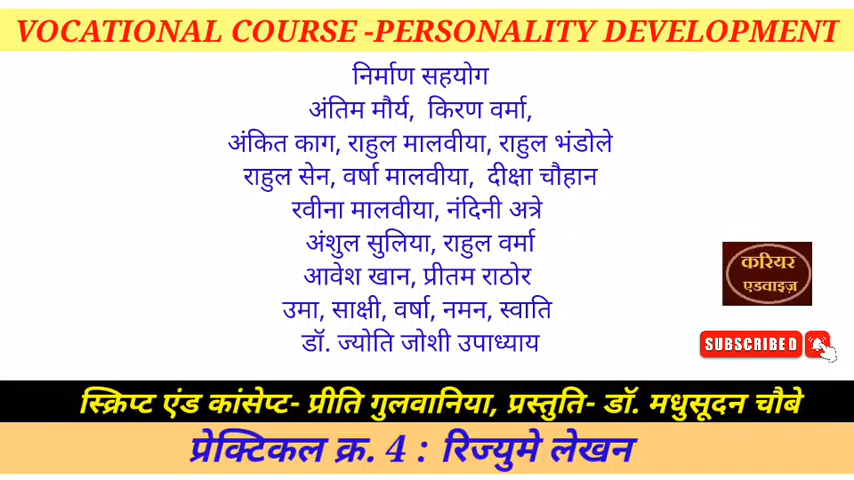 VOCATIONAL COURSE -PERSONALITY DEVELOPMENT
निर्माण सहयोग
अंतिम मौर्य, किरण वर्मा,
अंकित काग, राहुल मालवीया, राहुल भंडोले
राहुल सेन, वर्षा मालवीया, दीक्षा चौहान
रवीना मालवीया, नंदिनी अत्रे
अंशुल सुलिया, राहुल वर्मा
आवेश खान, प्रीतम राठोर
उमा, साक्षी, वर्षा, नमन, स्वाति
डॉ. ज्योति जोशी उपाध्याय
करियर
एडवाइज़
SUBSCRIBED
स्क्रिप्ट एंड कांसेप्ट- प्रीति गुलवानिया, प्रस्तुति- डॉ. मधुसूदन चौबे
प्रेक्टिकल क्र. 4 : रिज्युमे लेखन